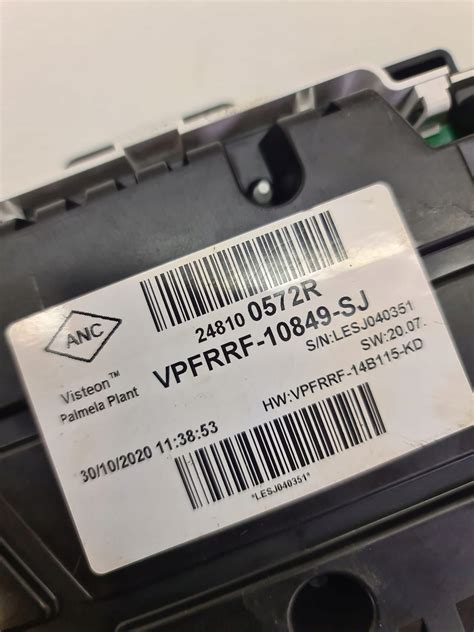 ANC
24810 0572R
VPFRRF-10849-SJ
S/N:LESJ040351
SW:20.07.
HW:VPFRRF-14B115-KD
Visteon™
Palmela Plant
30/10/2020 11:38:53
*LESJ040351*